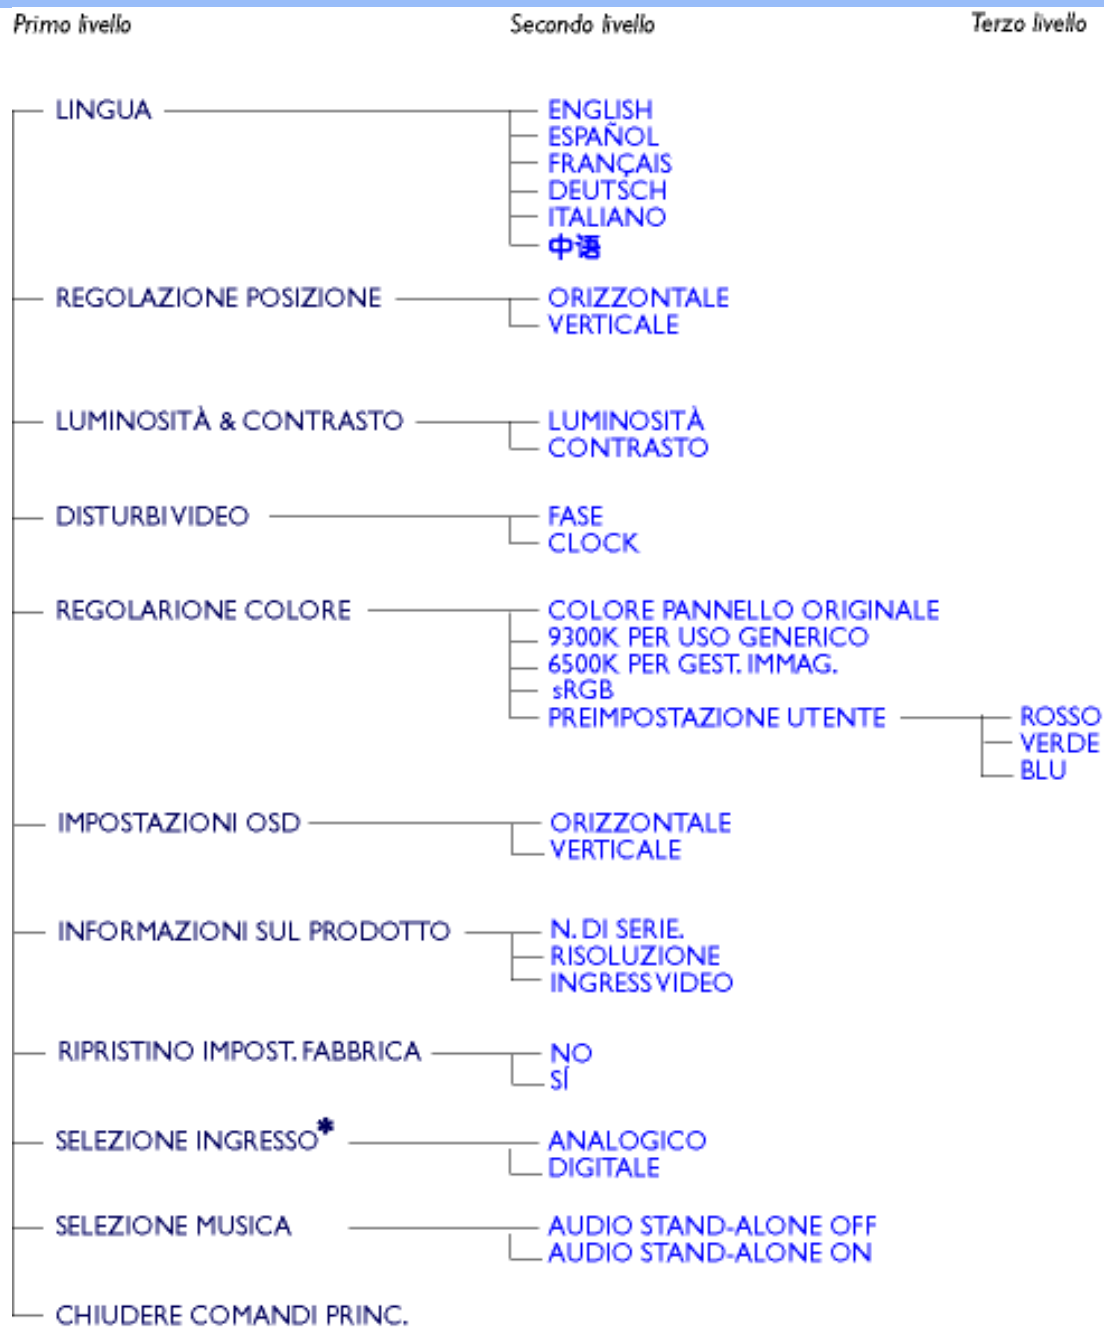 Primo livello Secondo livello Terzo livello
LINGUA ENGLISH
ESPAÑOL
FRANÇAIS
DEUTSCH
ITALIANO
中语
REGOLAZIONE POSIZIONE ORIZZONTALE
VERTICALE
LUMINOSITÀ & CONTRASTO LUMINOSITÀ
CONTRASTO
DISTURBI VIDEO FASE
CLOCK
REGOLARIONE COLORE COLORE PANNELLO ORIGINALE
9300K PER USO GENERICO
6500K PER GEST. IMMAG.
sRGB
PREIMPOSTAZIONE UTENTE ROSSO
VERDE
BLU
IMPOSTAZIONI OSD ORIZZONTALE
VERTICALE
INFORMAZIONI SUL PRODOTTO N. DI SERIE.
RISOLUZIONE
INGRESS VIDEO
RIPRISTINO IMPOST. FABBRICA NO
SÍ
SELEZIONE INGRESSO* ANALOGICO
DIGITALE
SELEZIONE MUSICA AUDIO STAND-ALONE OFF
AUDIO STAND-ALONE ON
CHIUDERE COMANDI PRINC.